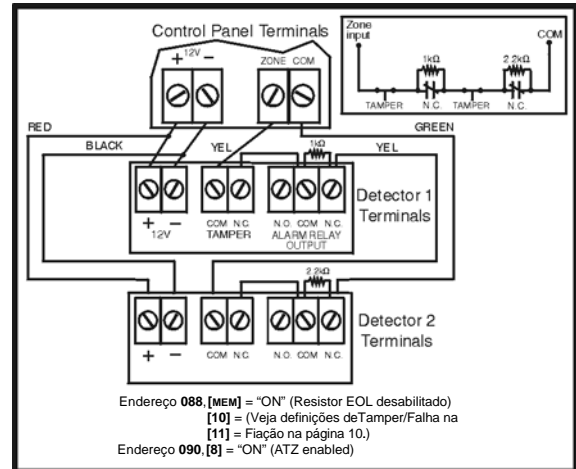 Control Panel Terminals
+ 12V -
ZONE COM
Zone input
COM
1kΩ
2.2kΩ
TAMPER N.C. TAMPER N.C.
RED
GREEN
BLACK
YEL
1kΩ
YEL
Detector 1 Terminals
+ -
12V
COM N.C.
TAMPER
N.O. COM N.C.
ALARM RELAY OUTPUT
2.2kΩ
Detector 2 Terminals
+ -
COM N.C.
N.O. COM N.C.
Endereço 088, [MEM] = “ON” (Resistor EOL desabilitado)
[10] = (Veja definições deTamper/Falha na
[11] = Fiação na página 10.)
Endereço 090, [8] = “ON” (ATZ enabled)